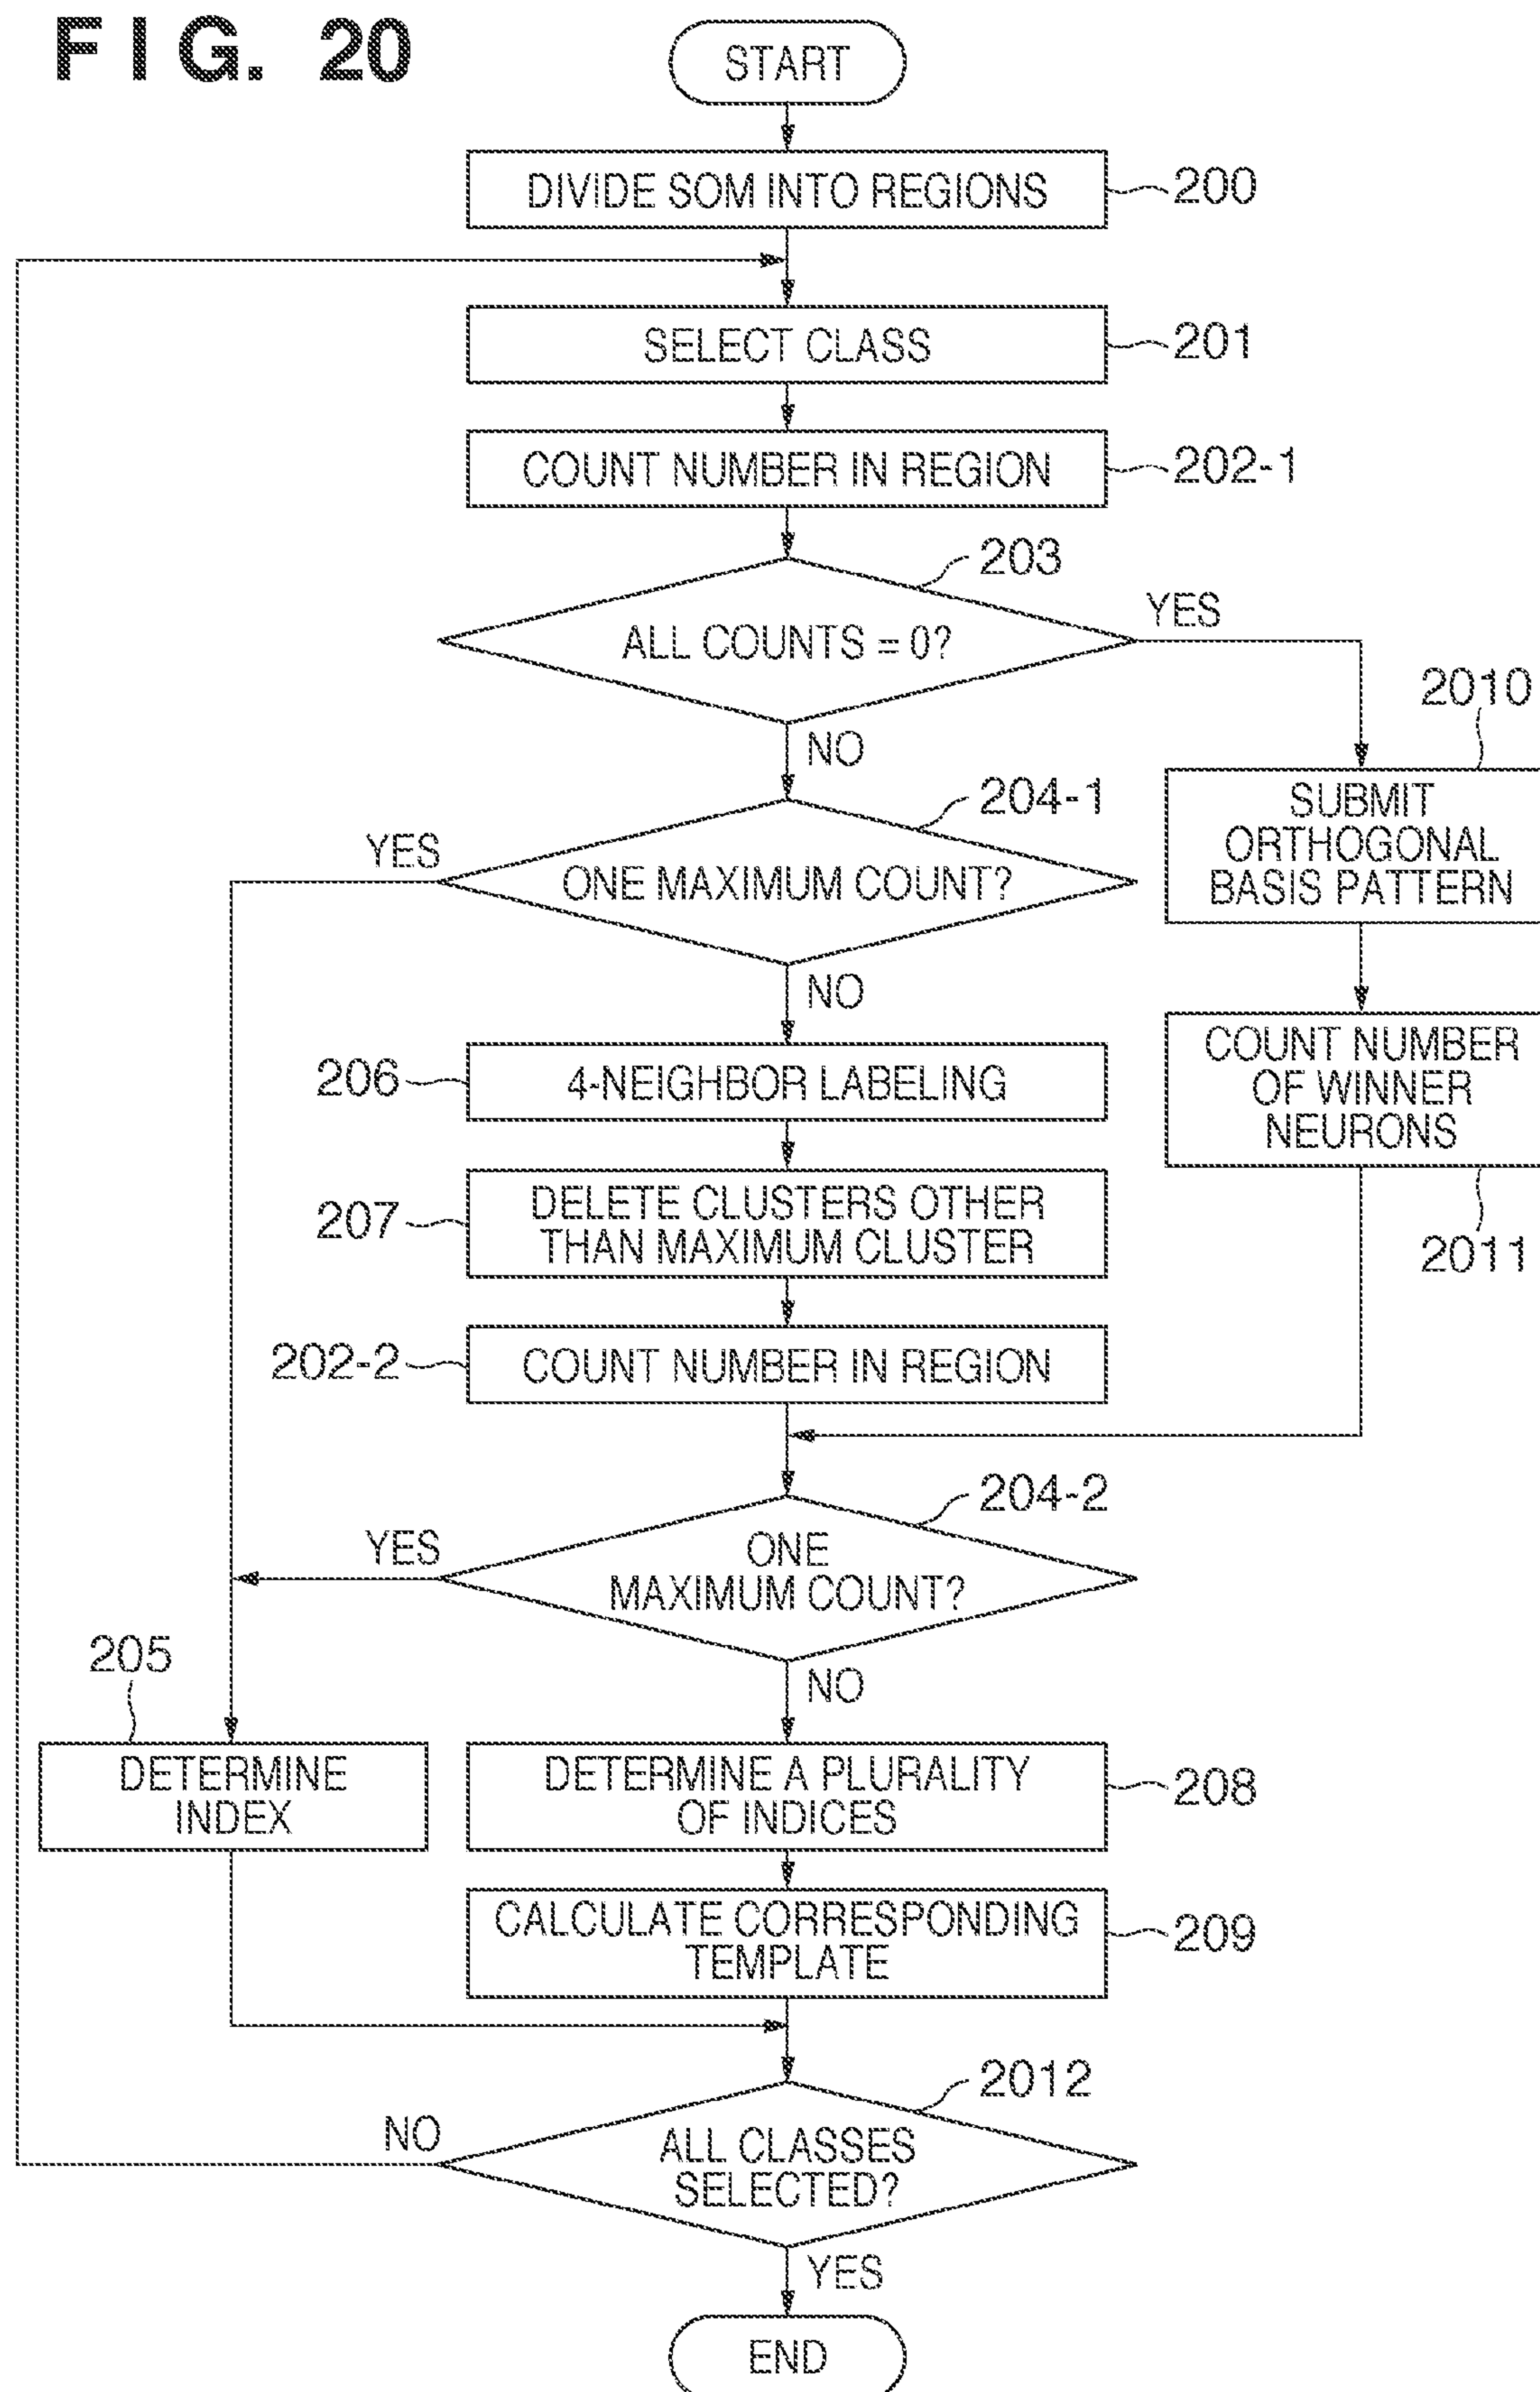 FIG. 20
START
DIVIDE SOM INTO REGIONS
200
SELECT CLASS
201
COUNT NUMBER IN REGION
202-1
203
ALL COUNTS = 0?
YES
NO
2010
SUBMIT
ORTHOGONAL
BASIS PATTERN
204-1
YES
ONE MAXIMUM COUNT?
NO
COUNT NUMBER
OF WINNER
NEURONS
2011
206
4-NEIGHBOR LABELING
207
DELETE CLUSTERS OTHER
THAN MAXIMUM CLUSTER
202-2
COUNT NUMBER IN REGION
204-2
YES
ONE
MAXIMUM COUNT?
NO
205
DETERMINE
INDEX
DETERMINE A PLURALITY
OF INDICES
208
CALCULATE CORRESPONDING
TEMPLATE
209
2012
NO
ALL CLASSES
SELECTED?
YES
END